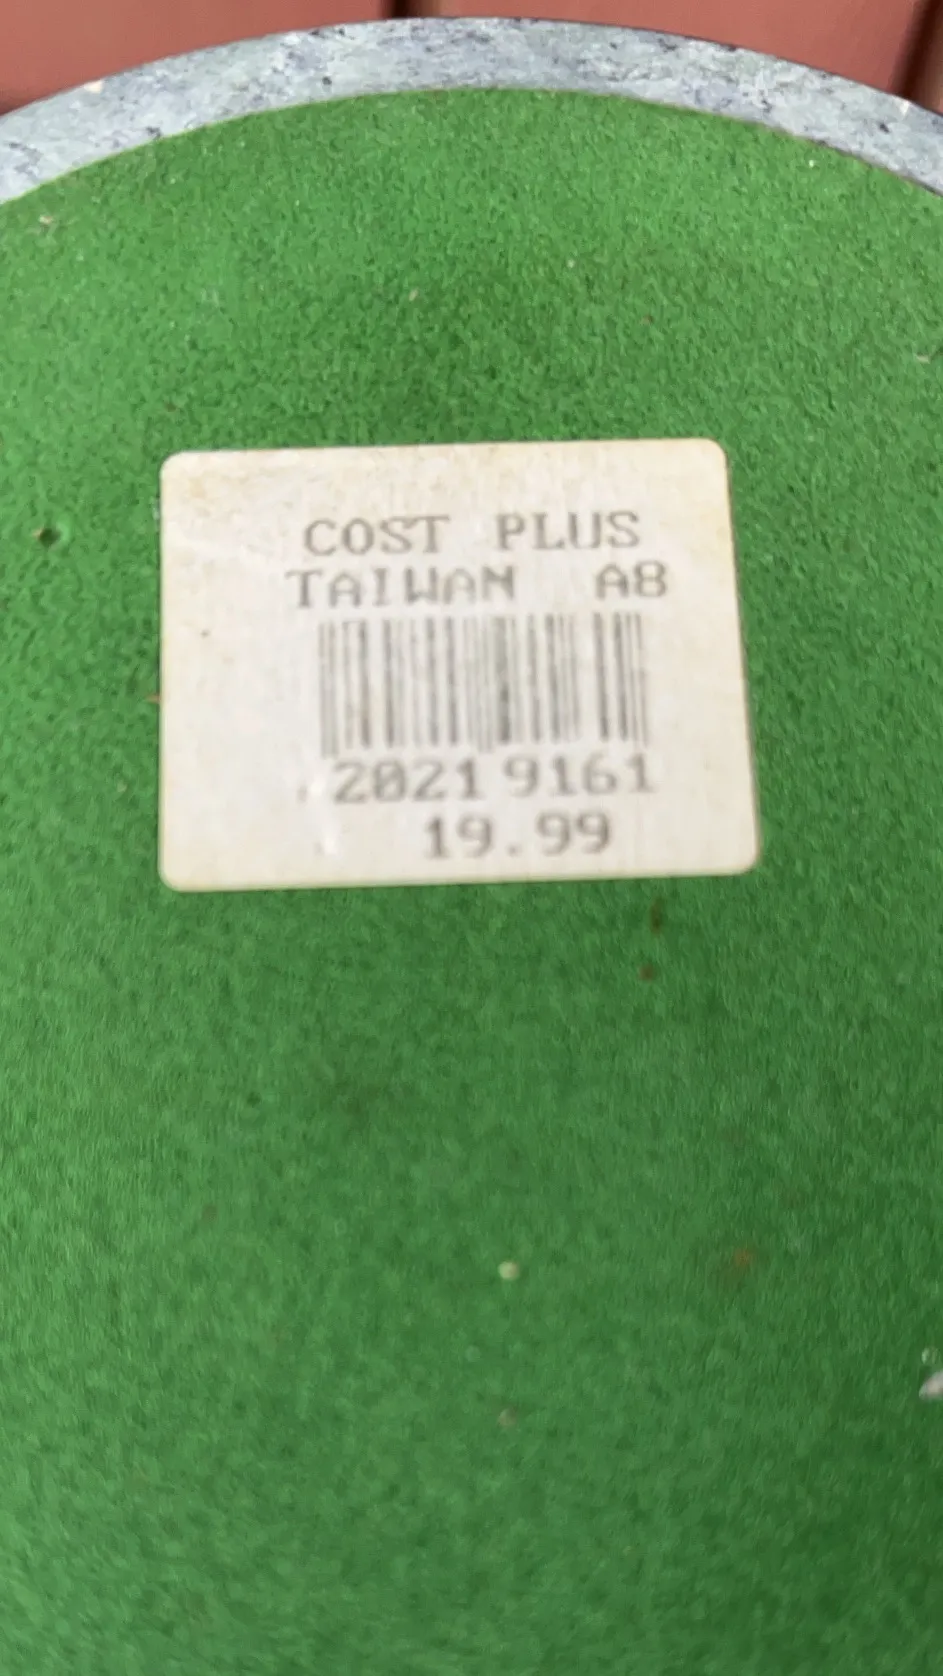 COST PLUS
TAIWAN A8
20219161
19.99